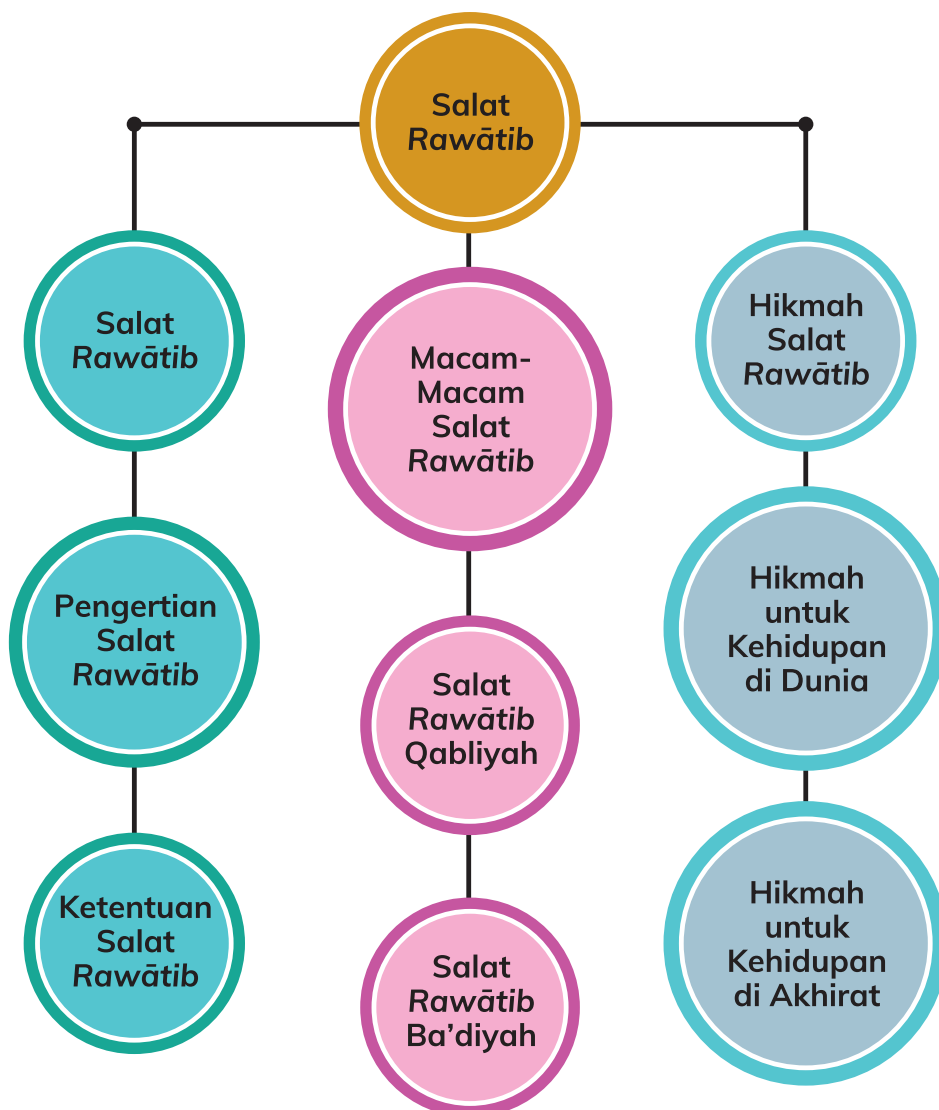 Salat
Rawātib
Salat
Rawātib
Pengertian
Salat
Rawātib
Ketentuan
Salat
Rawātib
Macam-
Macam
Salat
Rawātib
Salat
Rawātib
Qabliyah
Salat
Rawātib
Ba’diyah
Hikmah
Salat
Rawātib
Hikmah
untuk
Kehidupan
di Dunia
Hikmah
untuk
Kehidupan
di Akhirat